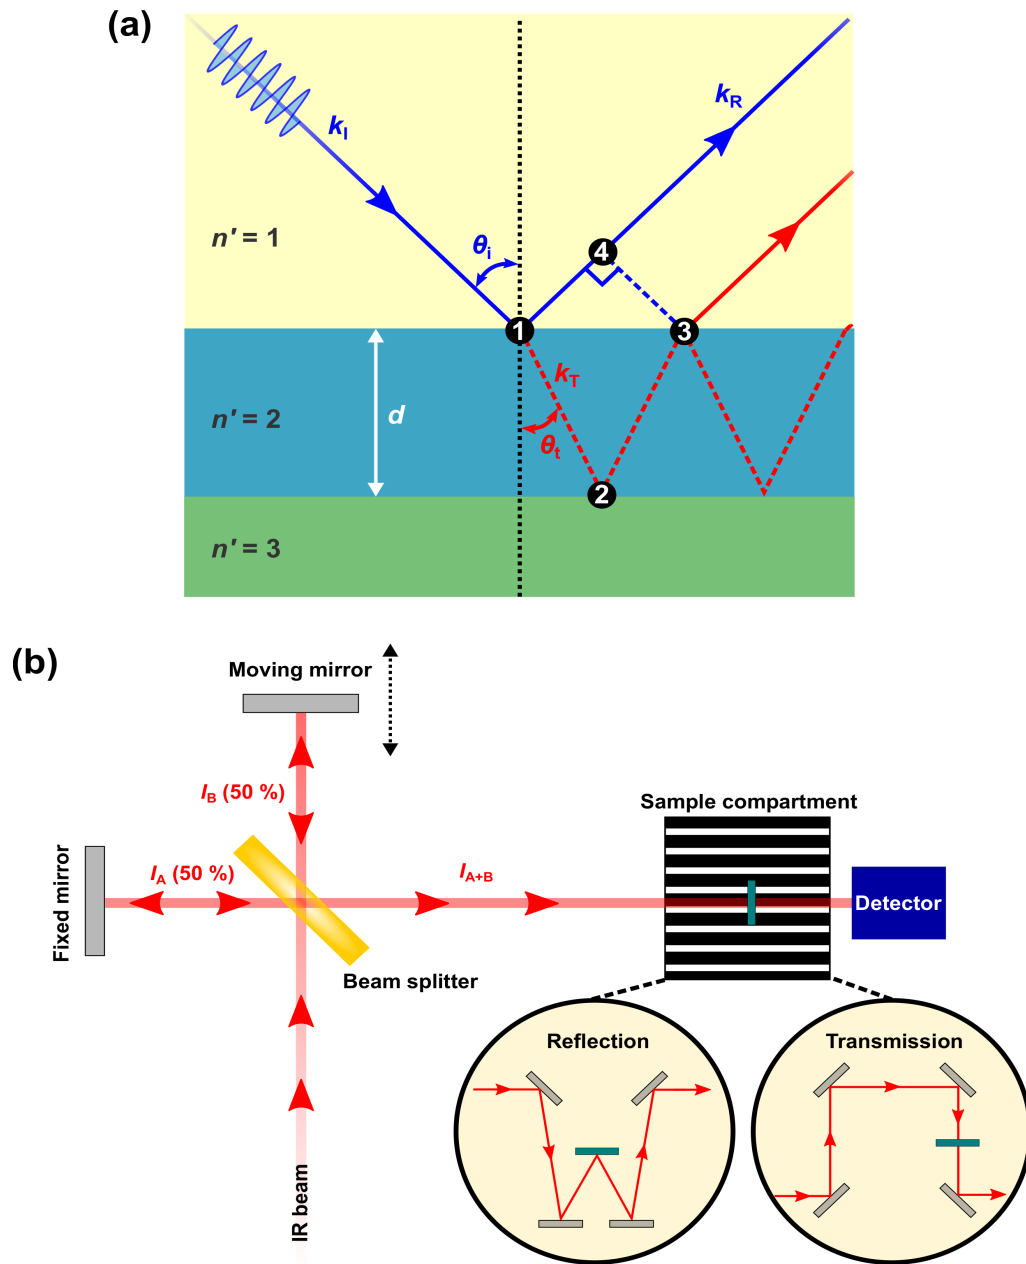 (a)
k_I
k_R
θ_i
n' = 1
4
1
3
k_T
n' = 2
d
θ_t
2
n' = 3
(b)
Moving mirror
I_B (50 %)
Sample compartment
Fixed mirror
I_A (50 %)
I_A+B
Detector
Beam splitter
Reflection
Transmission
IR beam